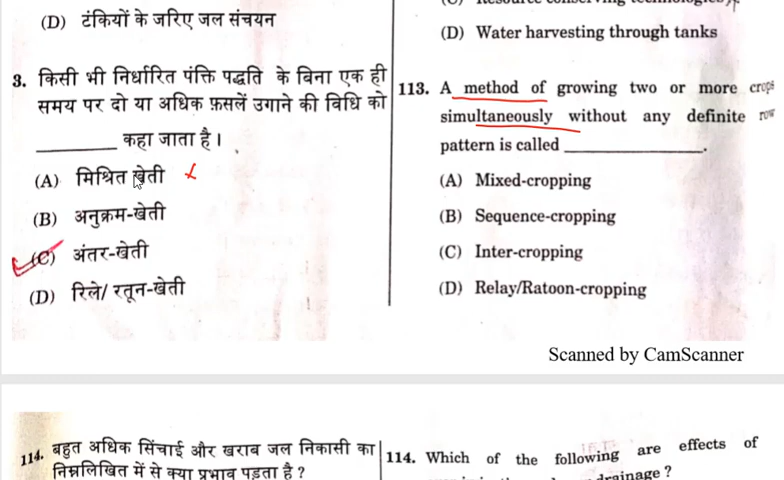 (D) टंकियों के जरिए जल संचयन
3. किसी भी निर्धारित पंक्ति पद्धति के बिना एक ही
समय पर दो या अधिक फ़सलें उगाने की विधि को
________ कहा जाता है।
(A) मिश्रित खेती
(B) अनुक्रम-खेती
(C) अंतर-खेती
(D) रिले/ रतून-खेती
(D) Water harvesting through tanks
113. A method of growing two or more crops
simultaneously without any definite row
pattern is called ____________.
(A) Mixed-cropping
(B) Sequence-cropping
(C) Inter-cropping
(D) Relay/Ratoon-cropping
Scanned by CamScanner
114. बहुत अधिक सिंचाई और खराब जल निकासी का
निम्नलिखित में से क्या प्रभाव पड़ता है ?
114. Which of the following are effects of
drainage ?